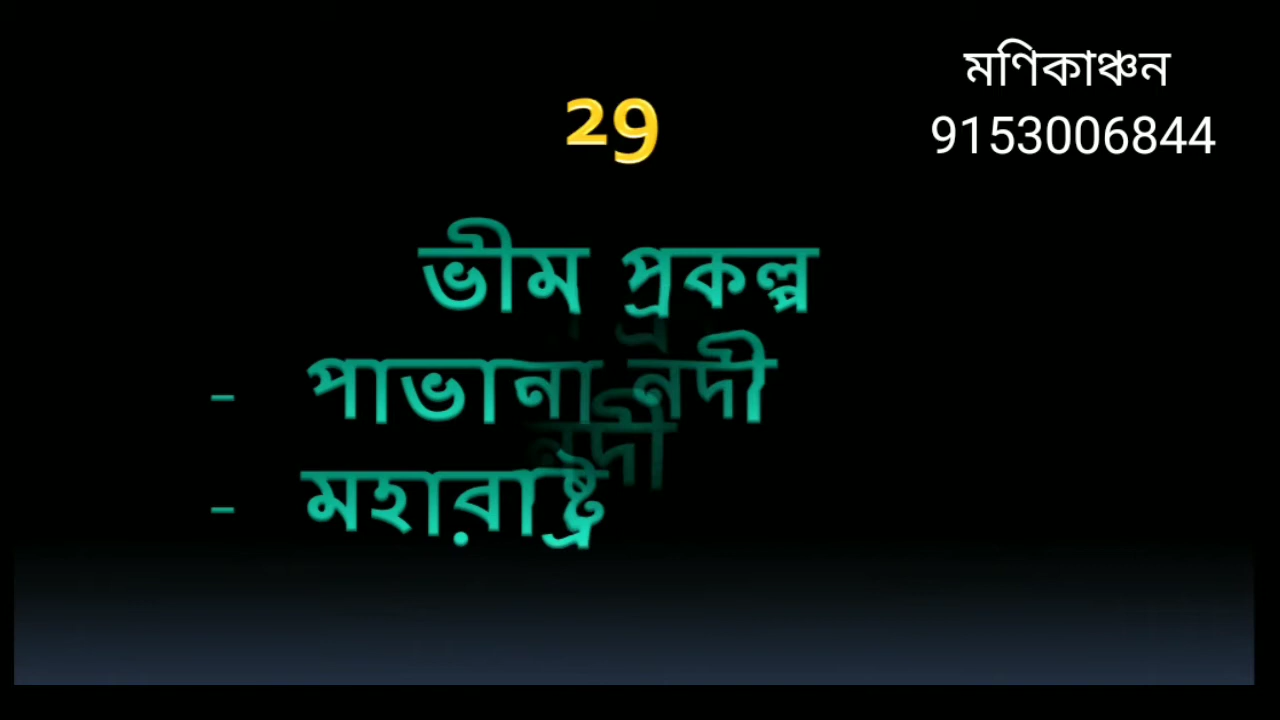 মণিকাঞ্চন
9153006844
29
ভীম প্রকল্প
- পাভানা নদী
- মহারাষ্ট্র